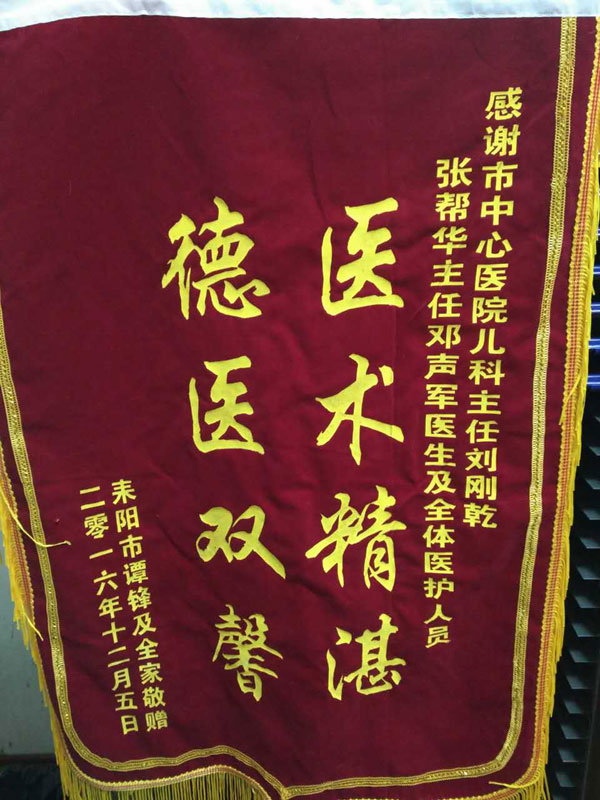 感谢市中心医院儿科主任刘刚乾
张帮华主任邓声军医生及全体医护人员
医术精湛
德医双馨
耒阳市谭锋及全家敬赠
二零一六年十二月五日